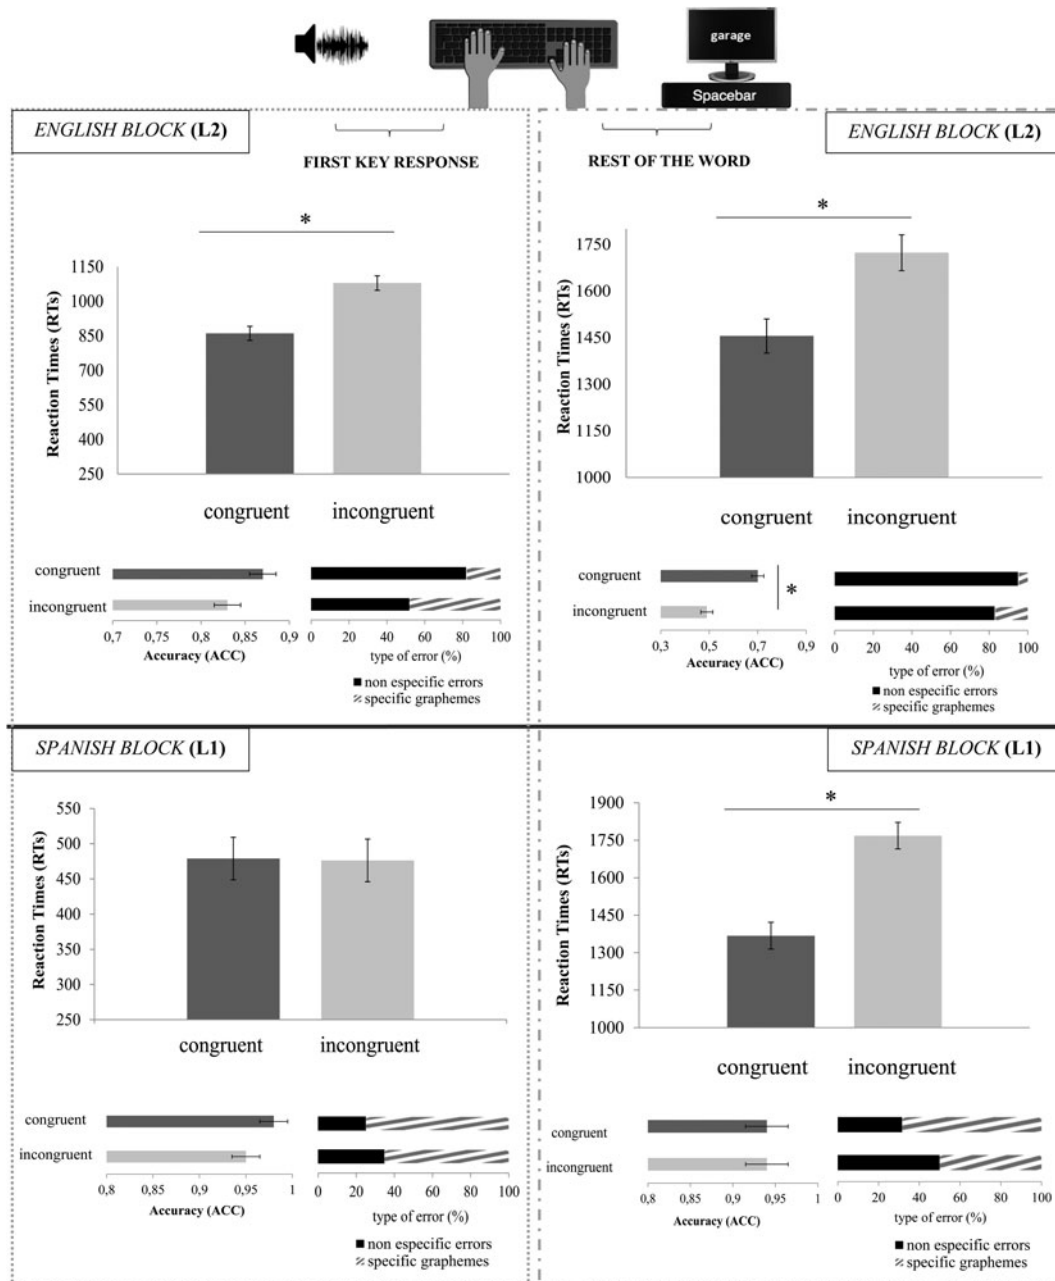 garage
Spacebar
ENGLISH BLOCK (L2)
FIRST KEY RESPONSE
*
Reaction Times (RTs)
1150
1000
850
700
550
400
250
congruent incongruent
congruent
incongruent
0,7 0,75 0,8 0,85 0,9
Accuracy (ACC)
0 20 40 60 80 100
type of error (%)
non especific errors
specific graphemes
ENGLISH BLOCK (L2)
REST OF THE WORD
*
Reaction Times (RTs)
1750
1600
1450
1300
1150
1000
congruent incongruent
congruent
incongruent
*
0,3 0,5 0,7 0,9
Accuracy (ACC)
0 20 40 60 80 100
type of error (%)
non especific errors
specific graphemes
SPANISH BLOCK (L1)
Reaction Times (RTs)
550
500
450
400
350
300
250
congruent incongruent
congruent
incongruent
0,8 0,85 0,9 0,95 1
Accuracy (ACC)
0 20 40 60 80 100
type of error (%)
non especific errors
specific graphemes
SPANISH BLOCK (L1)
*
Reaction Times (RTs)
1900
1750
1600
1450
1300
1150
1000
congruent incongruent
congruent
incongruent
0,8 0,85 0,9 0,95 1
Accuracy (ACC)
0 20 40 60 80 100
type of error (%)
non especific errors
specific graphemes